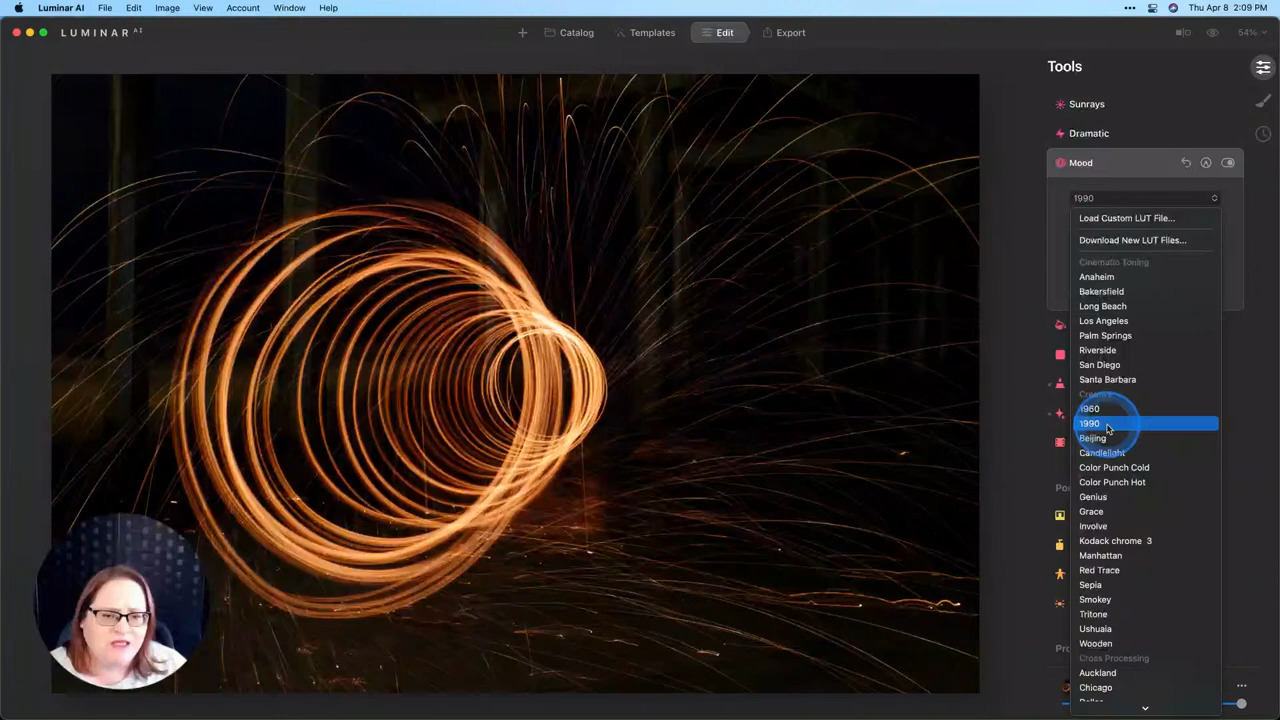 Luminar AI File Edit Image View Account Window Help Thu Apr 8 2:09 PM
LUMINAR AI Catalog Templates Edit Export 54%
Tools
Sunrays
Dramatic
Mood
1990
Load Custom LUT File...
Download New LUT Files...
Cinematic Toning
Anaheim
Bakersfield
Long Beach
Los Angeles
Palm Springs
Riverside
San Diego
Santa Barbara
1960
1990
Beijing
Candlelight
Color Punch Cold
Color Punch Hot
Genius
Grace
Involve
Kodack chrome 3
Manhattan
Red Trace
Sepia
Smokey
Tritone
Ushuaia
Wooden
Cross Processing
Auckland
Chicago